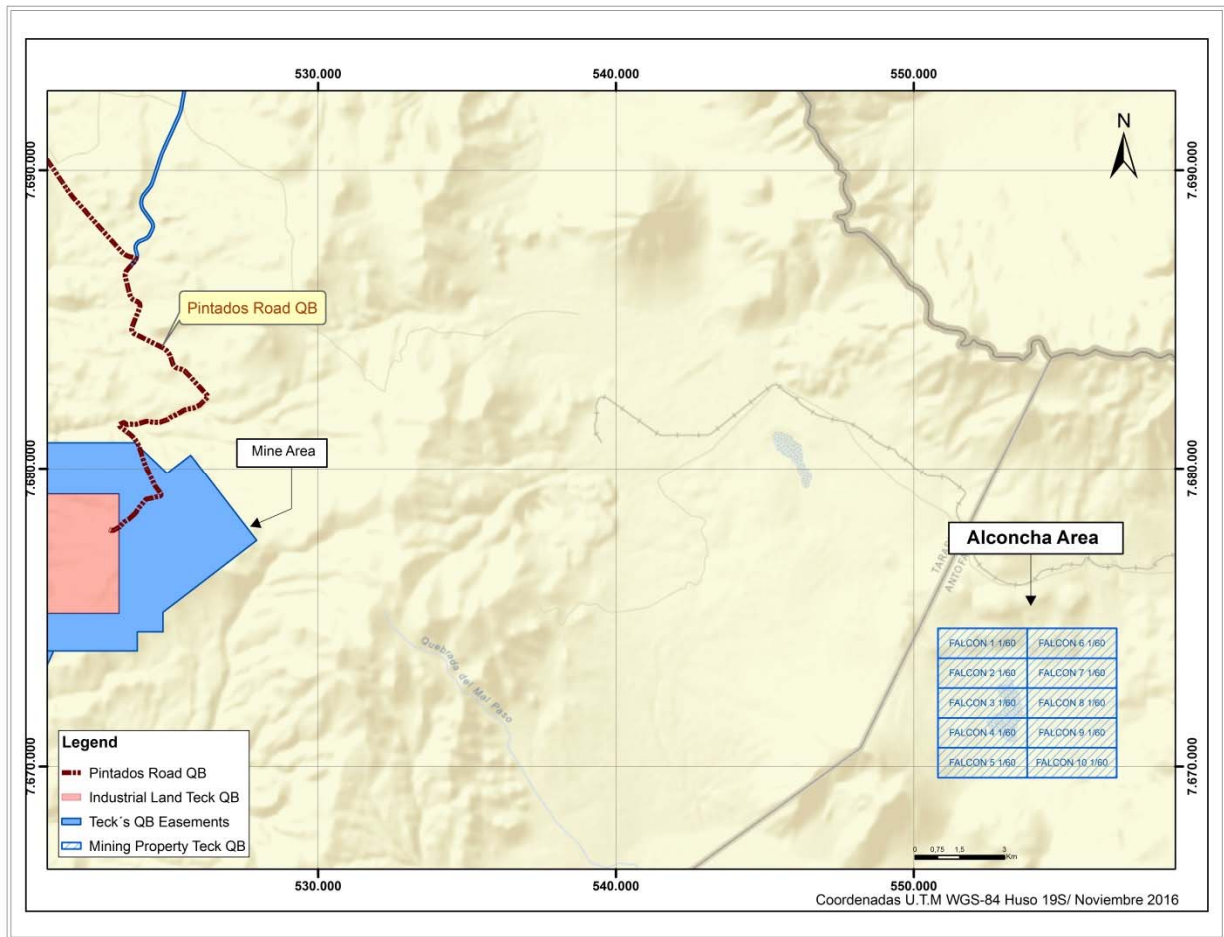 530.000
540.000
550.000
N
7.690.000
7.690.000
Pintados Road QB
Mine Area
7.680.000
7.680.000
Alconcha Area
TARAP
ANTOFA
FALCON 1 1/60
FALCON 6 1/60
FALCON 2 1/60
FALCON 7 1/60
FALCON 3 1/60
FALCON 8 1/60
FALCON 4 1/60
FALCON 9 1/60
FALCON 5 1/60
FALCON 10 1/60
Quebrada del Mal Paso
Legend
Pintados Road QB
Industrial Land Teck QB
Teck´s QB Easements
Mining Property Teck QB
7.670.000
7.670.000
0 0,75 1,5 3
Km
530.000
540.000
550.000
Coordenadas U.T.M WGS-84 Huso 19S/ Noviembre 2016